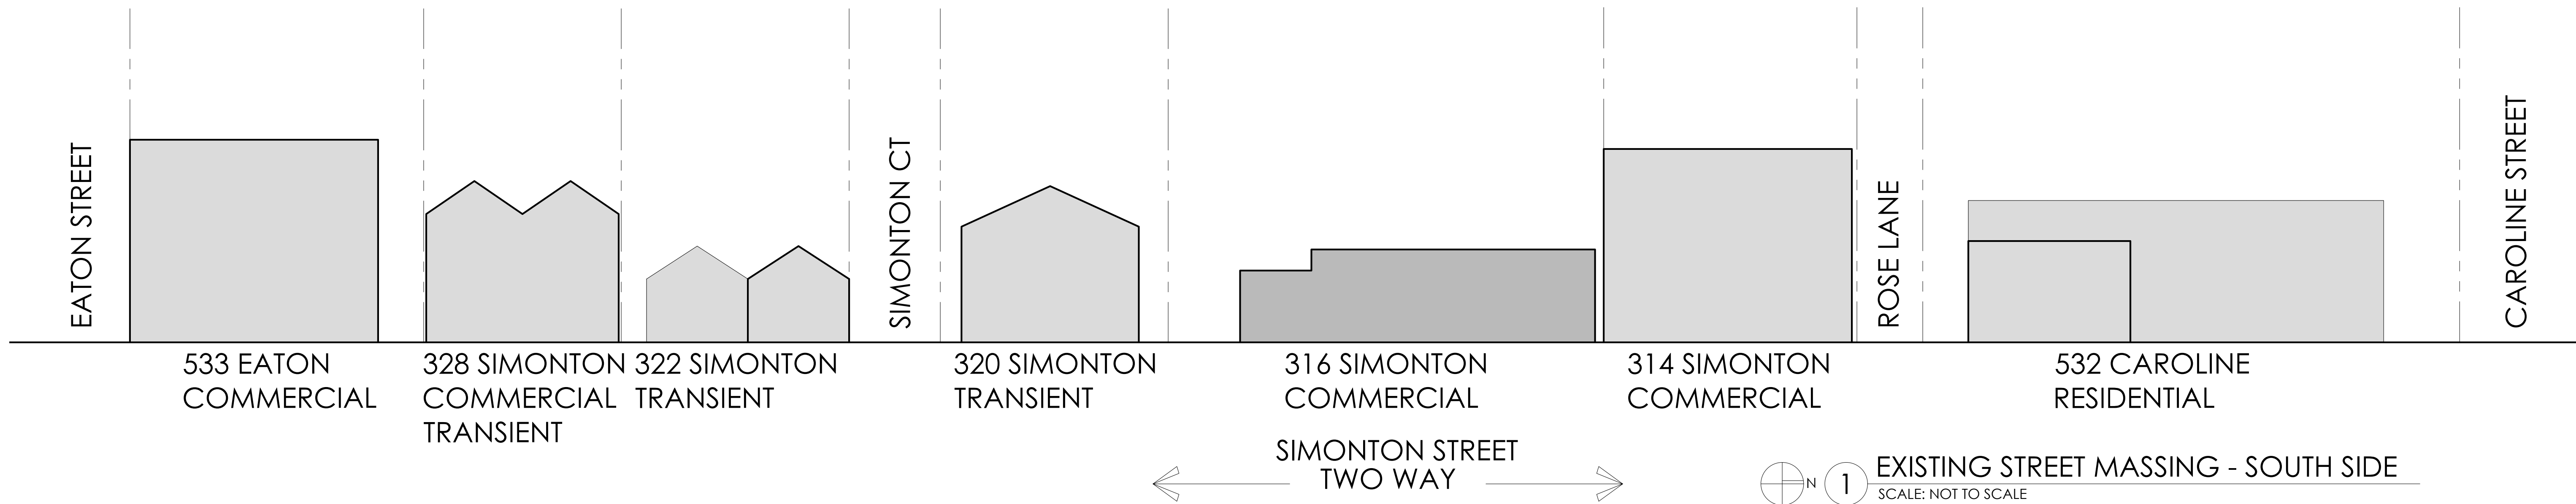 EATON STREET
SIMONTON CT
ROSE LANE
CAROLINE STREET
533 EATON
COMMERCIAL
328 SIMONTON
COMMERCIAL
TRANSIENT
322 SIMONTON
TRANSIENT
320 SIMONTON
TRANSIENT
316 SIMONTON
COMMERCIAL
314 SIMONTON
COMMERCIAL
532 CAROLINE
RESIDENTIAL
SIMONTON STREET
TWO WAY
N
1
EXISTING STREET MASSING - SOUTH SIDE
SCALE: NOT TO SCALE